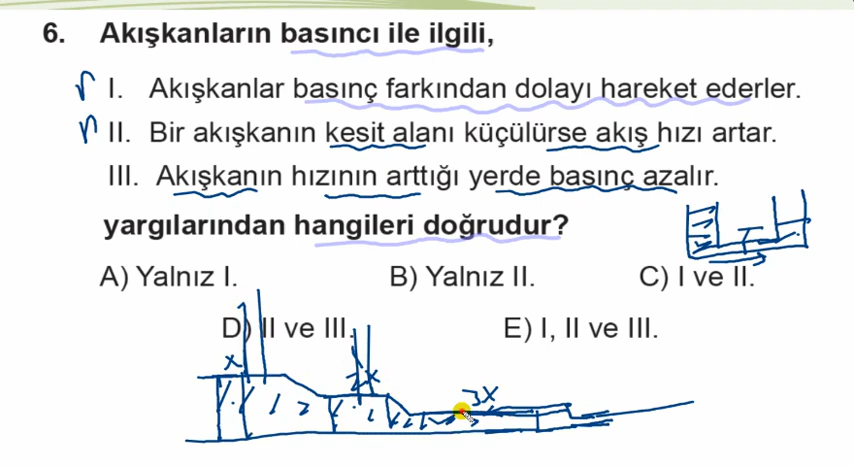 6. Akışkanların basıncı ile ilgili,
I. Akışkanlar basınç farkından dolayı hareket ederler.
II. Bir akışkanın kesit alanı küçülürse akış hızı artar.
III. Akışkanın hızının arttığı yerde basınç azalır.
yargılarından hangileri doğrudur?
A) Yalnız I. B) Yalnız II. C) I ve II.
D) II ve III. E) I, II ve III.
x 2x 3x